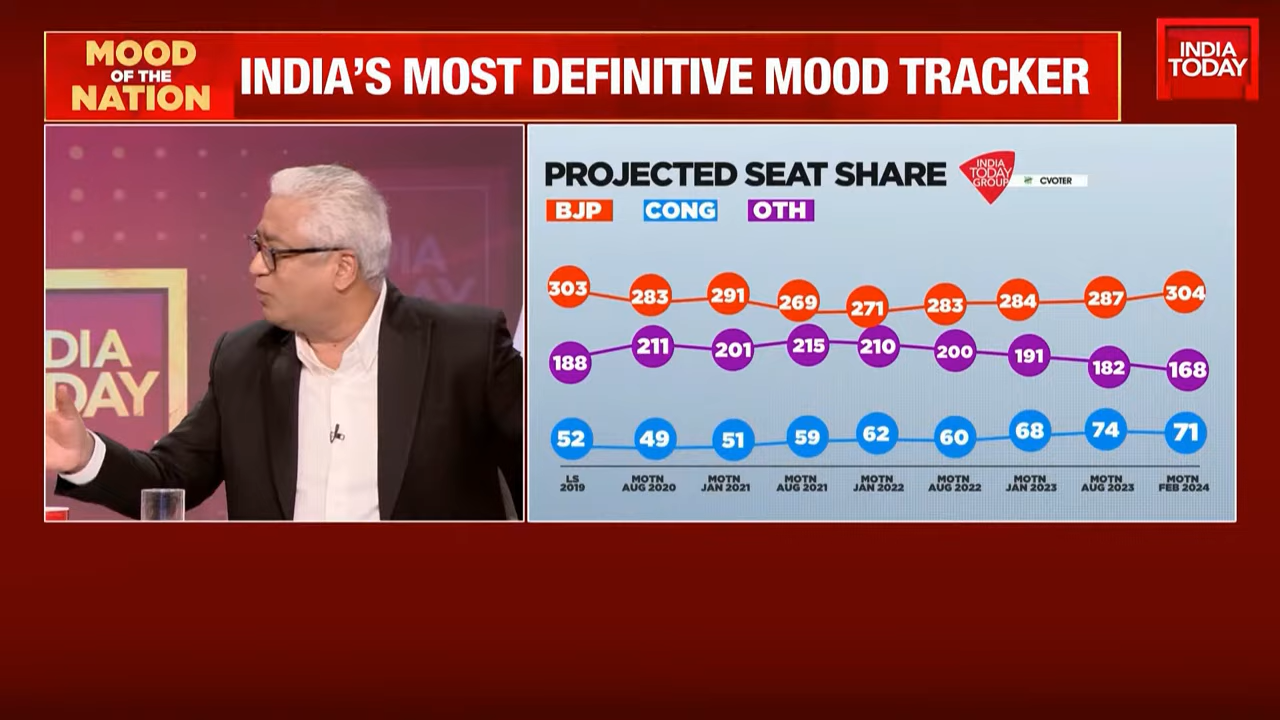 MOOD
OF THE
NATION
INDIA'S MOST DEFINITIVE MOOD TRACKER
INDIA
TODAY
DIA
DAY
IA
DAY
PROJECTED SEAT SHARE
INDIA
TODAY
GROUP
CVOTER
BJP CONG OTH
303 283 291 269 271 283 284 287 304
188 211 201 215 210 200 191 182 168
52 49 51 59 62 60 68 74 71
LS MOTN MOTN MOTN MOTN MOTN MOTN MOTN MOTN
2019 AUG 2020 JAN 2021 AUG 2021 JAN 2022 AUG 2022 JAN 2023 AUG 2023 FEB 2024